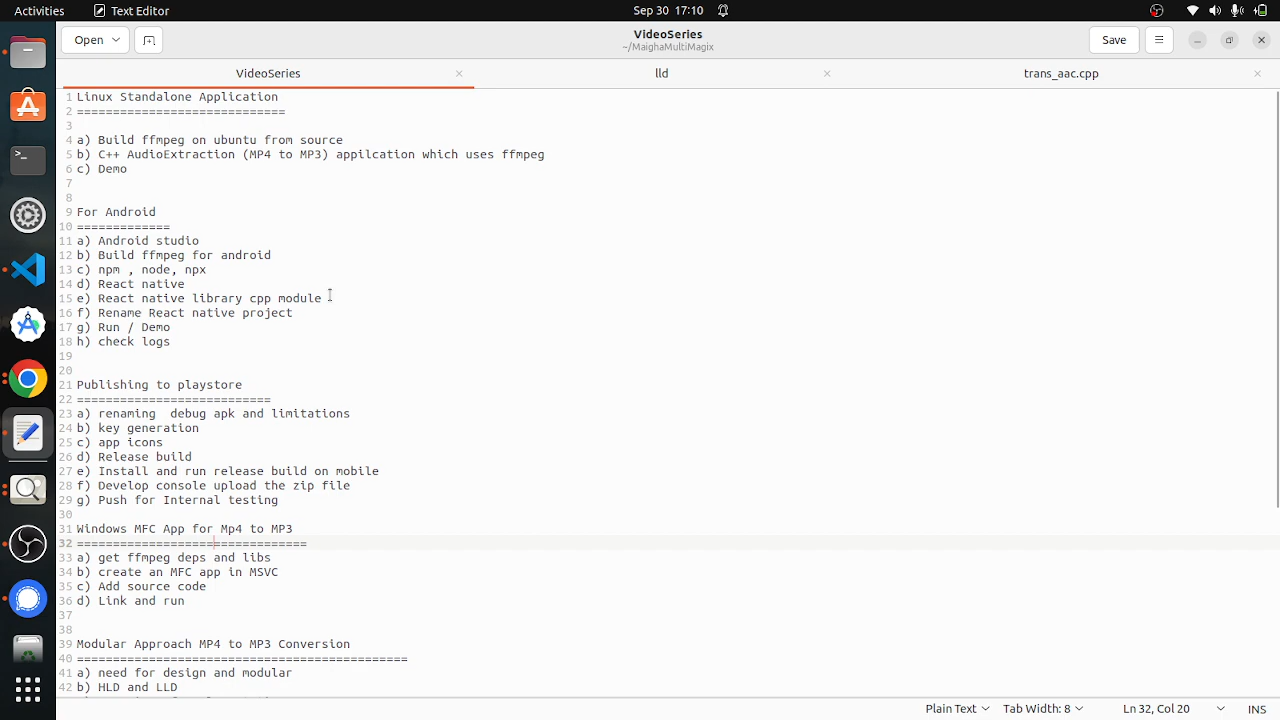 Activities
Text Editor
Sep 30 17:10
Open
VideoSeries
~/MaighaMultiMagix
Save
VideoSeries
lld
trans_aac.cpp
1 Linux Standalone Application
2 =============================
3
4 a) Build ffmpeg on ubuntu from source
5 b) C++ AudioExtraction (MP4 to MP3) appilcation which uses ffmpeg
6 c) Demo
7
8
9 For Android
10 =============
11 a) Android studio
12 b) Build ffmpeg for android
13 c) npm , node, npx
14 d) React native
15 e) React native library cpp module
16 f) Rename React native project
17 g) Run / Demo
18 h) check logs
19
20
21 Publishing to playstore
22 ===========================
23 a) renaming  debug apk and limitations
24 b) key generation
25 c) app icons
26 d) Release build
27 e) Install and run release build on mobile
28 f) Develop console upload the zip file
29 g) Push for Internal testing
30
31 Windows MFC App for Mp4 to MP3
32 ================================
33 a) get ffmpeg deps and libs
34 b) create an MFC app in MSVC
35 c) Add source code
36 d) Link and run
37
38
39 Modular Approach MP4 to MP3 Conversion
40 ==============================================
41 a) need for design and modular
42 b) HLD and LLD
Plain Text
Tab Width: 8
Ln 32, Col 20
INS